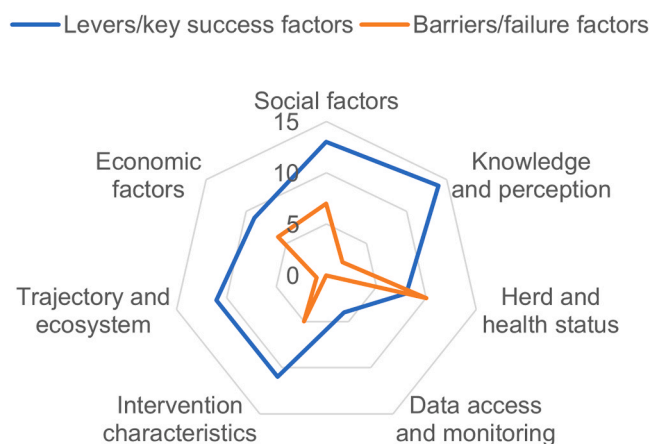 Levers/key success factors Barriers/failure factors
Social factors
15
10
5
0
Economic
factors
Knowledge
and perception
Trajectory and
ecosystem
Herd and
health status
Intervention
characteristics
Data access
and monitoring